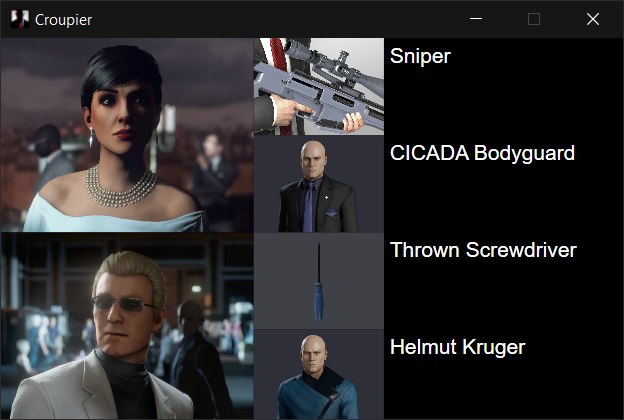 Croupier
Sniper
CICADA Bodyguard
Thrown Screwdriver
Helmut Kruger